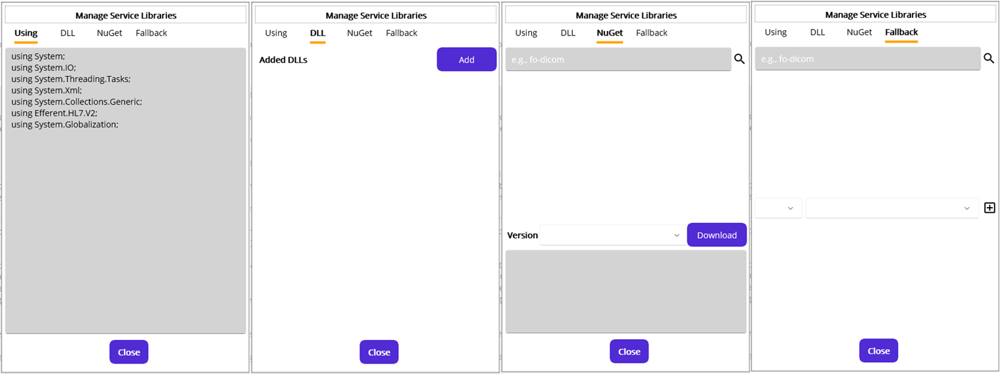 Manage Service Libraries
Using DLL NuGet Fallback
using System;
using System.IO;
using System.Threading.Tasks;
using System.Xml;
using System.Collections.Generic;
using Efferent.HL7.V2;
using System.Globalization;
Close
Manage Service Libraries
Using DLL NuGet Fallback
Added DLLs Add
Close
Manage Service Libraries
Using DLL NuGet Fallback
e.g., fo-dicom
Version Download
Close
Manage Service Libraries
Using DLL NuGet Fallback
e.g., fo-dicom
Close